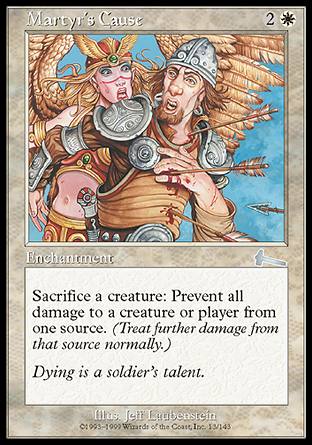 Martyr's Cause 2
Enchantment
Sacrifice a creature: Prevent all
damage to a creature or player from
one source. (Treat further damage from
that source normally.)
Dying is a soldier's talent.
Illus. Jeff Laubenstein
©1993-1999 Wizards of the Coast, Inc. 13/143